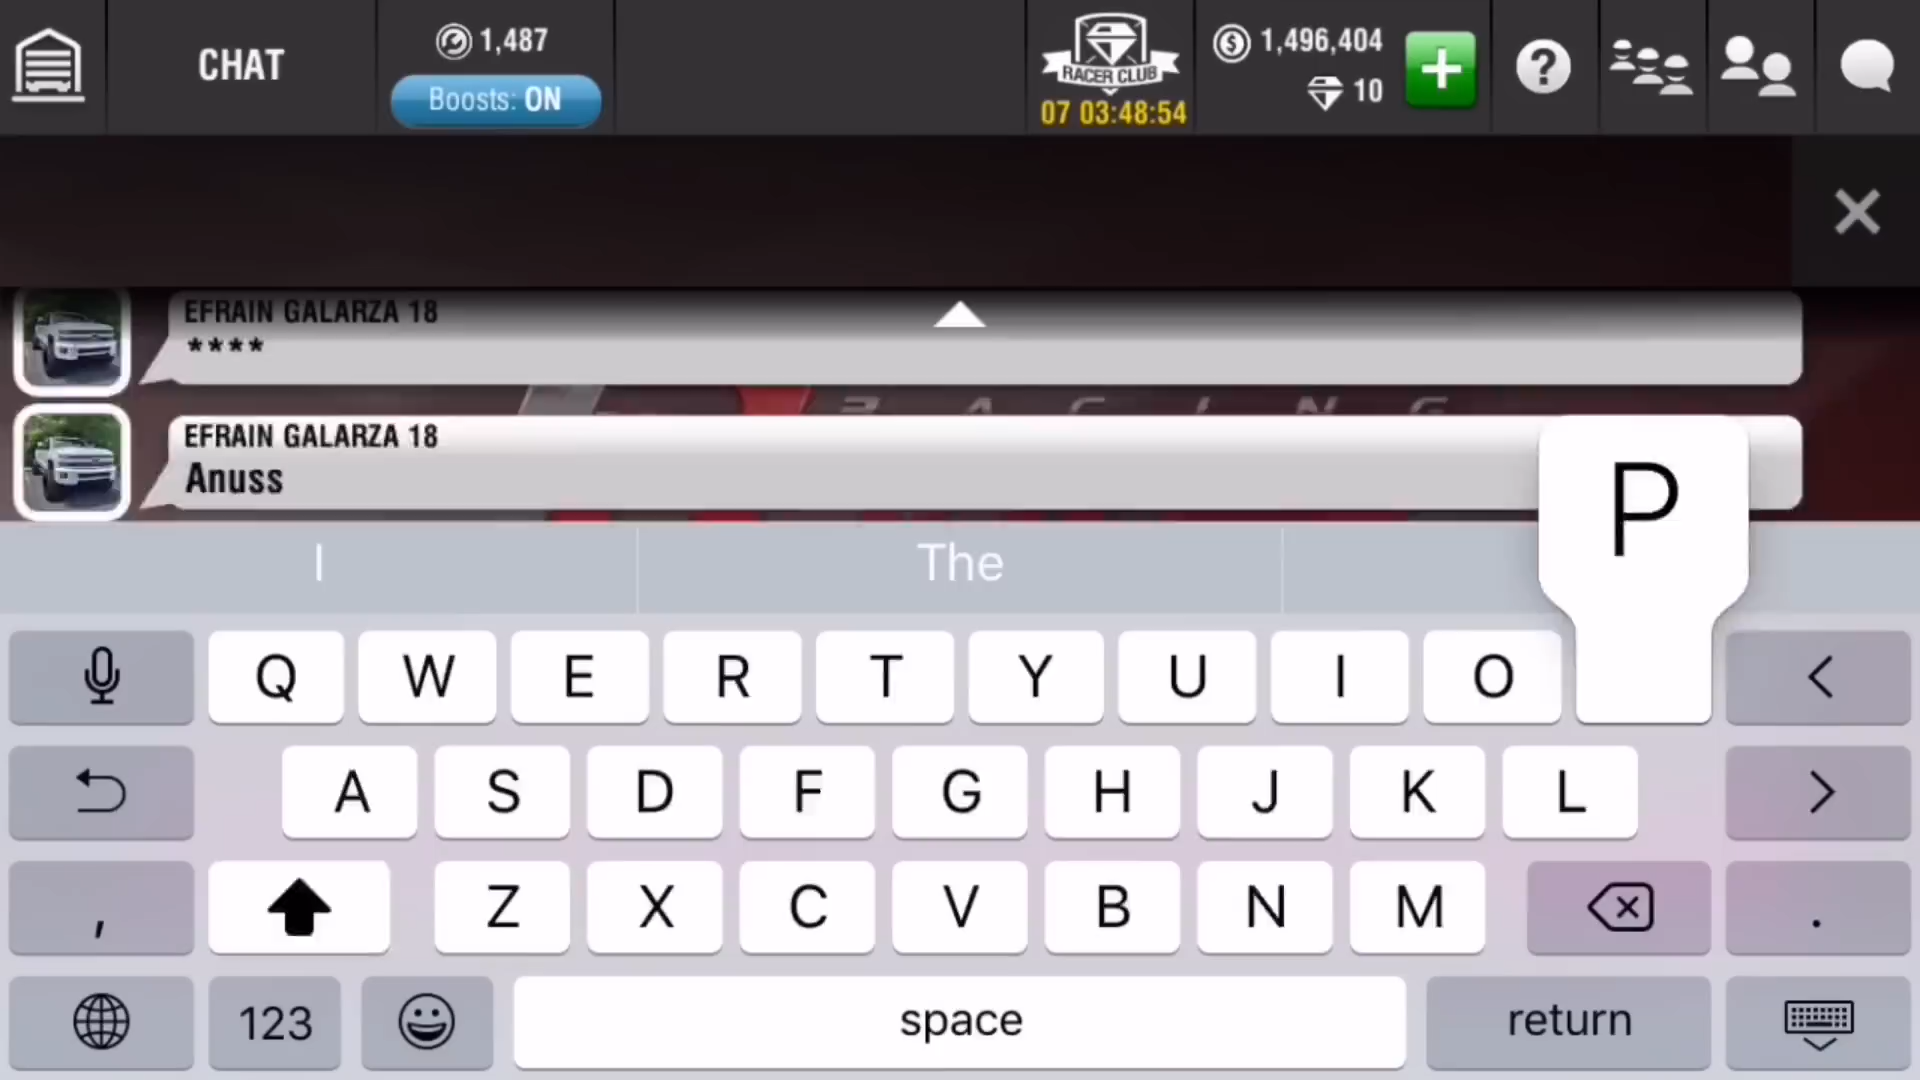 CHAT
1,487
Boosts: ON
RACER CLUB
07 03:48:54
1,496,404
10
?
EFRAIN GALARZA 18
****
RACING
EFRAIN GALARZA 18
Anuss
I The
Q W E R T Y U I O P <
A S D F G H J K L >
, Z X C V B N M .
123 space return